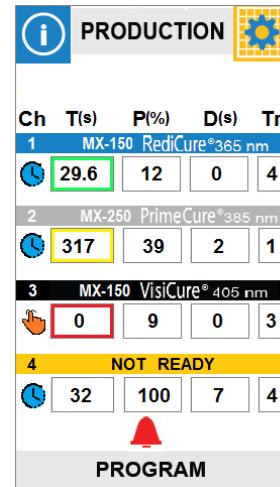 i PRODUCTION
Ch T(s) P(%) D(s) Tr
1 MX-150 RediCure® 365 nm
29.6 12 0 4
2 MX-250 PrimeCure® 385 nm
317 39 2 1
3 MX-150 VisiCure® 405 nm
0 9 0 3
4 NOT READY
32 100 7 4
PROGRAM